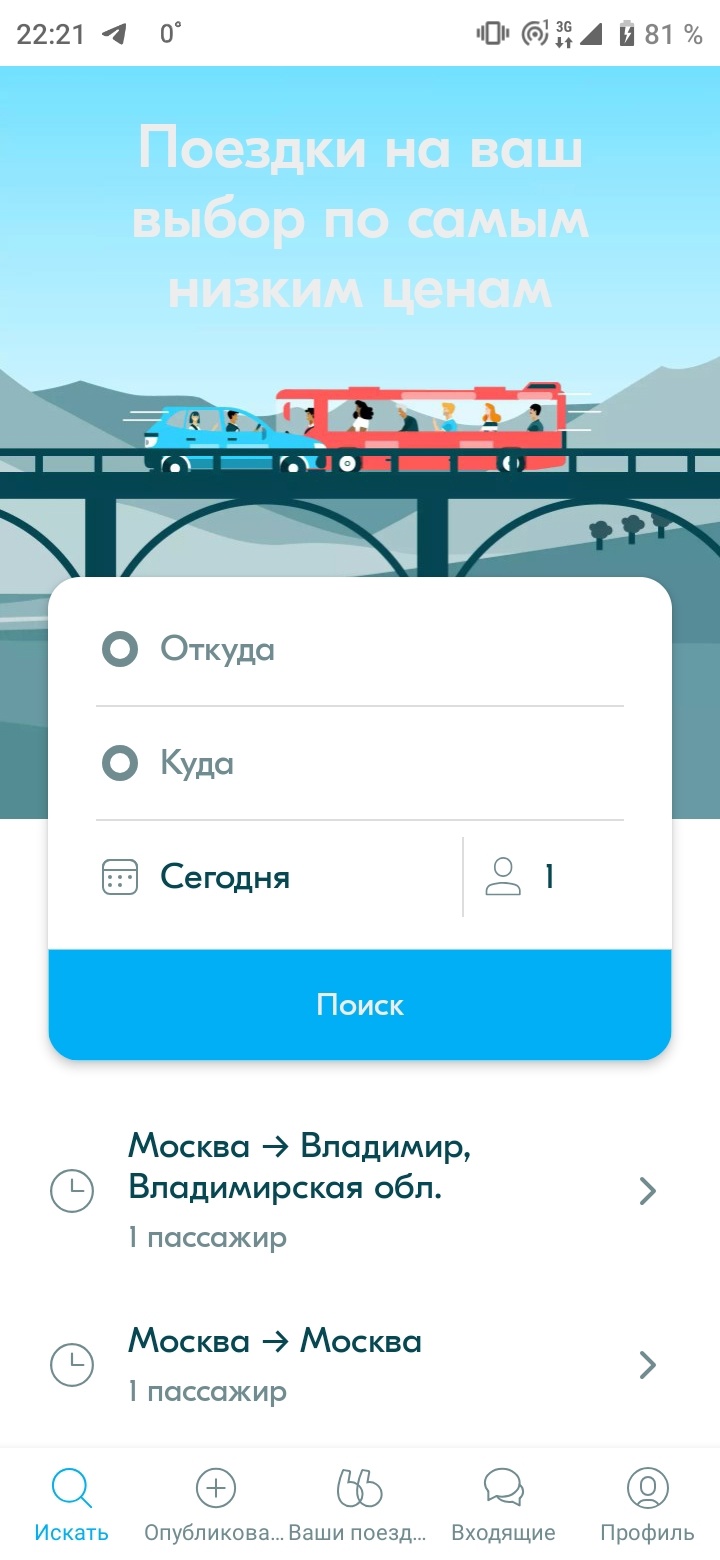 22:21 0° 1 3G 81 %
Поездки на ваш
выбор по самым
низким ценам
Откуда
Куда
Сегодня 1
Поиск
Москва → Владимир,
Владимирская обл.
1 пассажир
Москва → Москва
1 пассажир
Искать Опубликова... Ваши поезд... Входящие Профиль